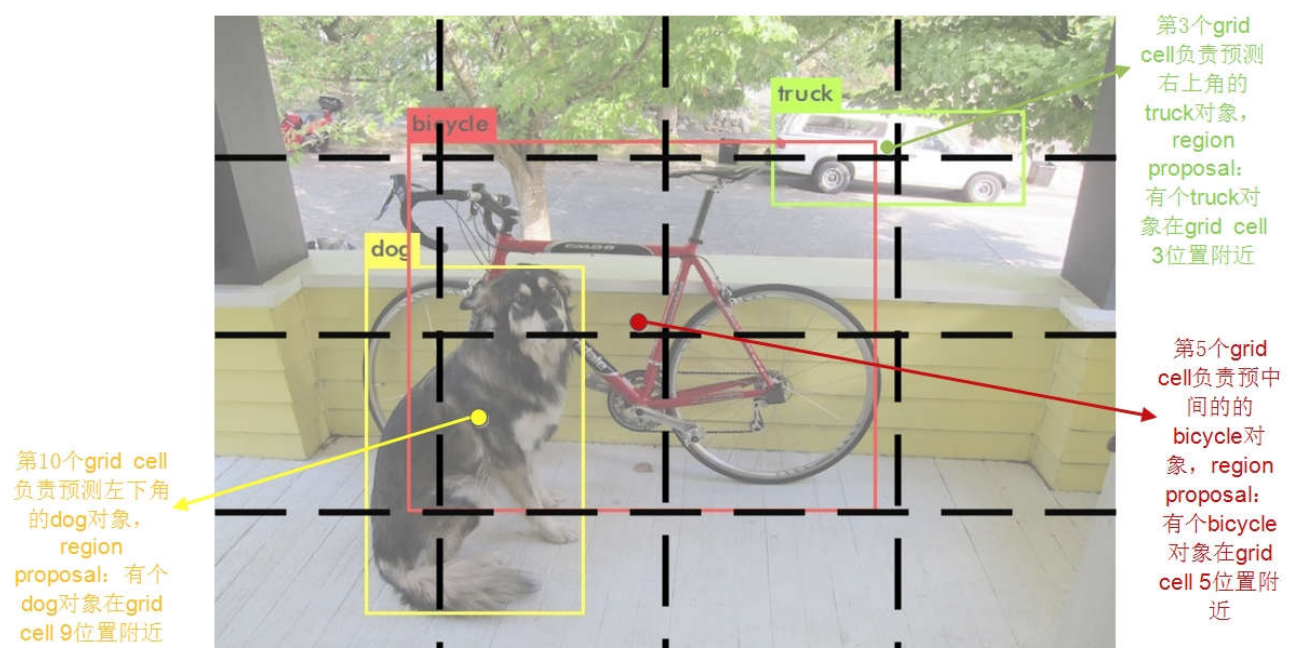 truck
bicycle
dog
第3个grid
cell负责预测
右上角的
truck对象，
region
proposal：
有个truck对
象在grid cell
3位置附近
第5个grid
cell负责预中
间的的
bicycle对
象，region
proposal：
有个bicycle
对象在grid
cell 5位置附
近
第10个grid cell
负责预测左下角
的dog对象，
region
proposal：有个
dog对象在grid
cell 9位置附近